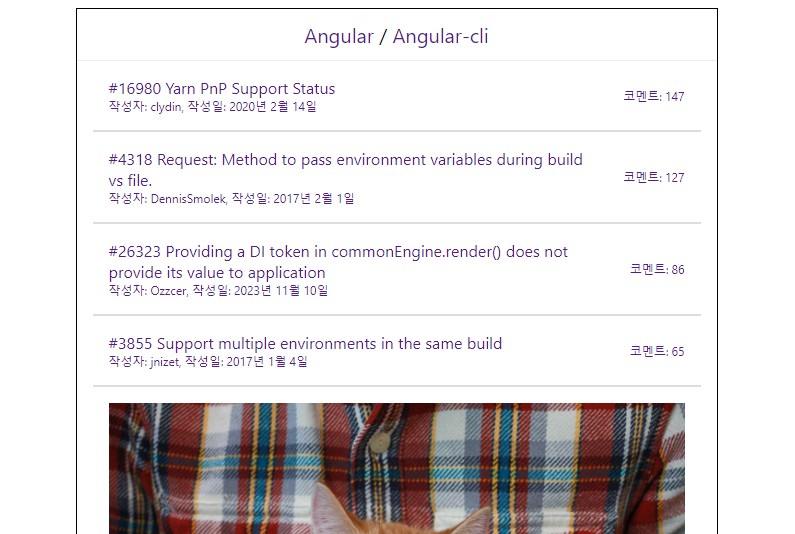 Angular / Angular-cli
#16980 Yarn PnP Support Status
작성자: clydin, 작성일: 2020년 2월 14일
코멘트: 147
#4318 Request: Method to pass environment variables during build
vs file.
작성자: DennisSmolek, 작성일: 2017년 2월 1일
코멘트: 127
#26323 Providing a DI token in commonEngine.render() does not
provide its value to application
작성자: Ozzcer, 작성일: 2023년 11월 10일
코멘트: 86
#3855 Support multiple environments in the same build
작성자: jnizet, 작성일: 2017년 1월 4일
코멘트: 65